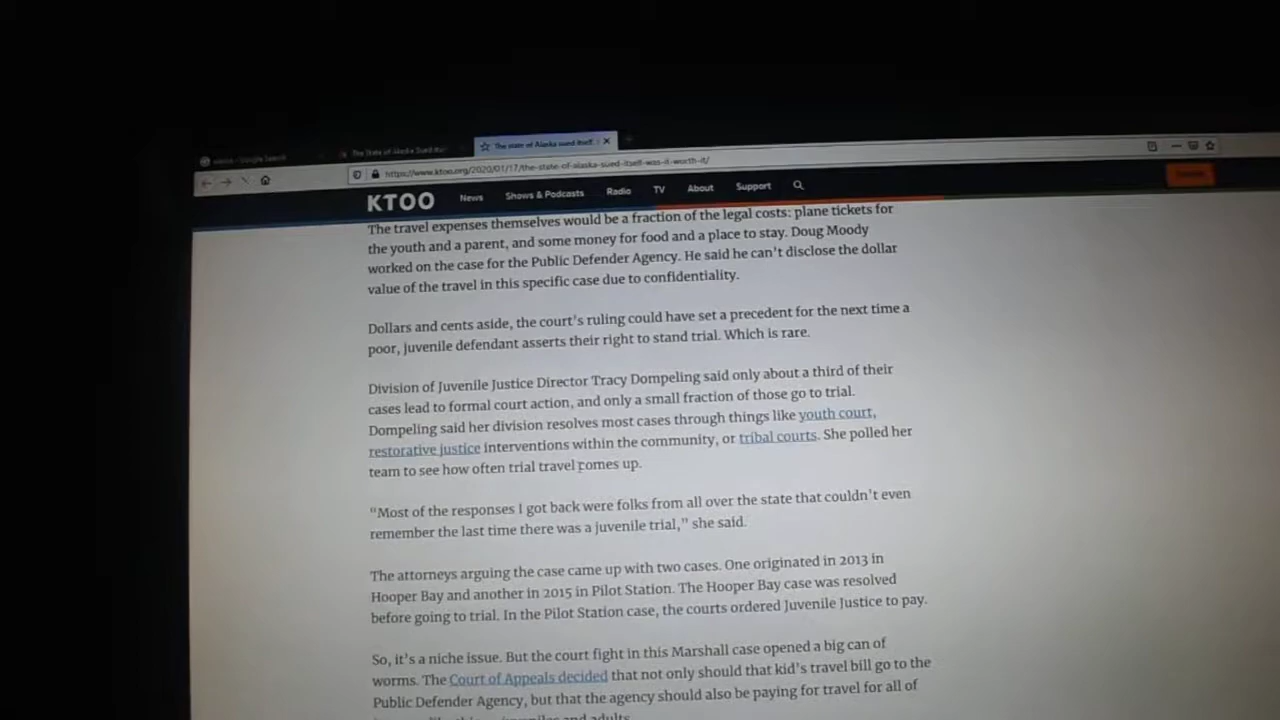 The State of Alaska Sued
The state of Alaska sued itself.
https://www.ktoo.org/2020/01/17/the-state-of-alaska-sued-itself-was-it-worth-it/
KTOO News Shows & Podcasts Radio TV About Support
The travel expenses themselves would be a fraction of the legal costs: plane tickets for
the youth and a parent, and some money for food and a place to stay. Doug Moody
worked on the case for the Public Defender Agency. He said he can't disclose the dollar
value of the travel in this specific case due to confidentiality.
Dollars and cents aside, the court's ruling could have set a precedent for the next time a
poor, juvenile defendant asserts their right to stand trial. Which is rare.
Division of Juvenile Justice Director Tracy Dompeling said only about a third of their
cases lead to formal court action, and only a small fraction of those go to trial.
Dompeling said her division resolves most cases through things like youth court,
restorative justice interventions within the community, or tribal courts. She polled her
team to see how often trial travel comes up.
“Most of the responses I got back were folks from all over the state that couldn't even
remember the last time there was a juvenile trial,” she said.
The attorneys arguing the case came up with two cases. One originated in 2013 in
Hooper Bay and another in 2015 in Pilot Station. The Hooper Bay case was resolved
before going to trial. In the Pilot Station case, the courts ordered Juvenile Justice to pay.
So, it's a niche issue. But the court fight in this Marshall case opened a big can of
worms. The Court of Appeals decided that not only should that kid's travel bill go to the
Public Defender Agency, but that the agency should also be paying for travel for all of
and adults